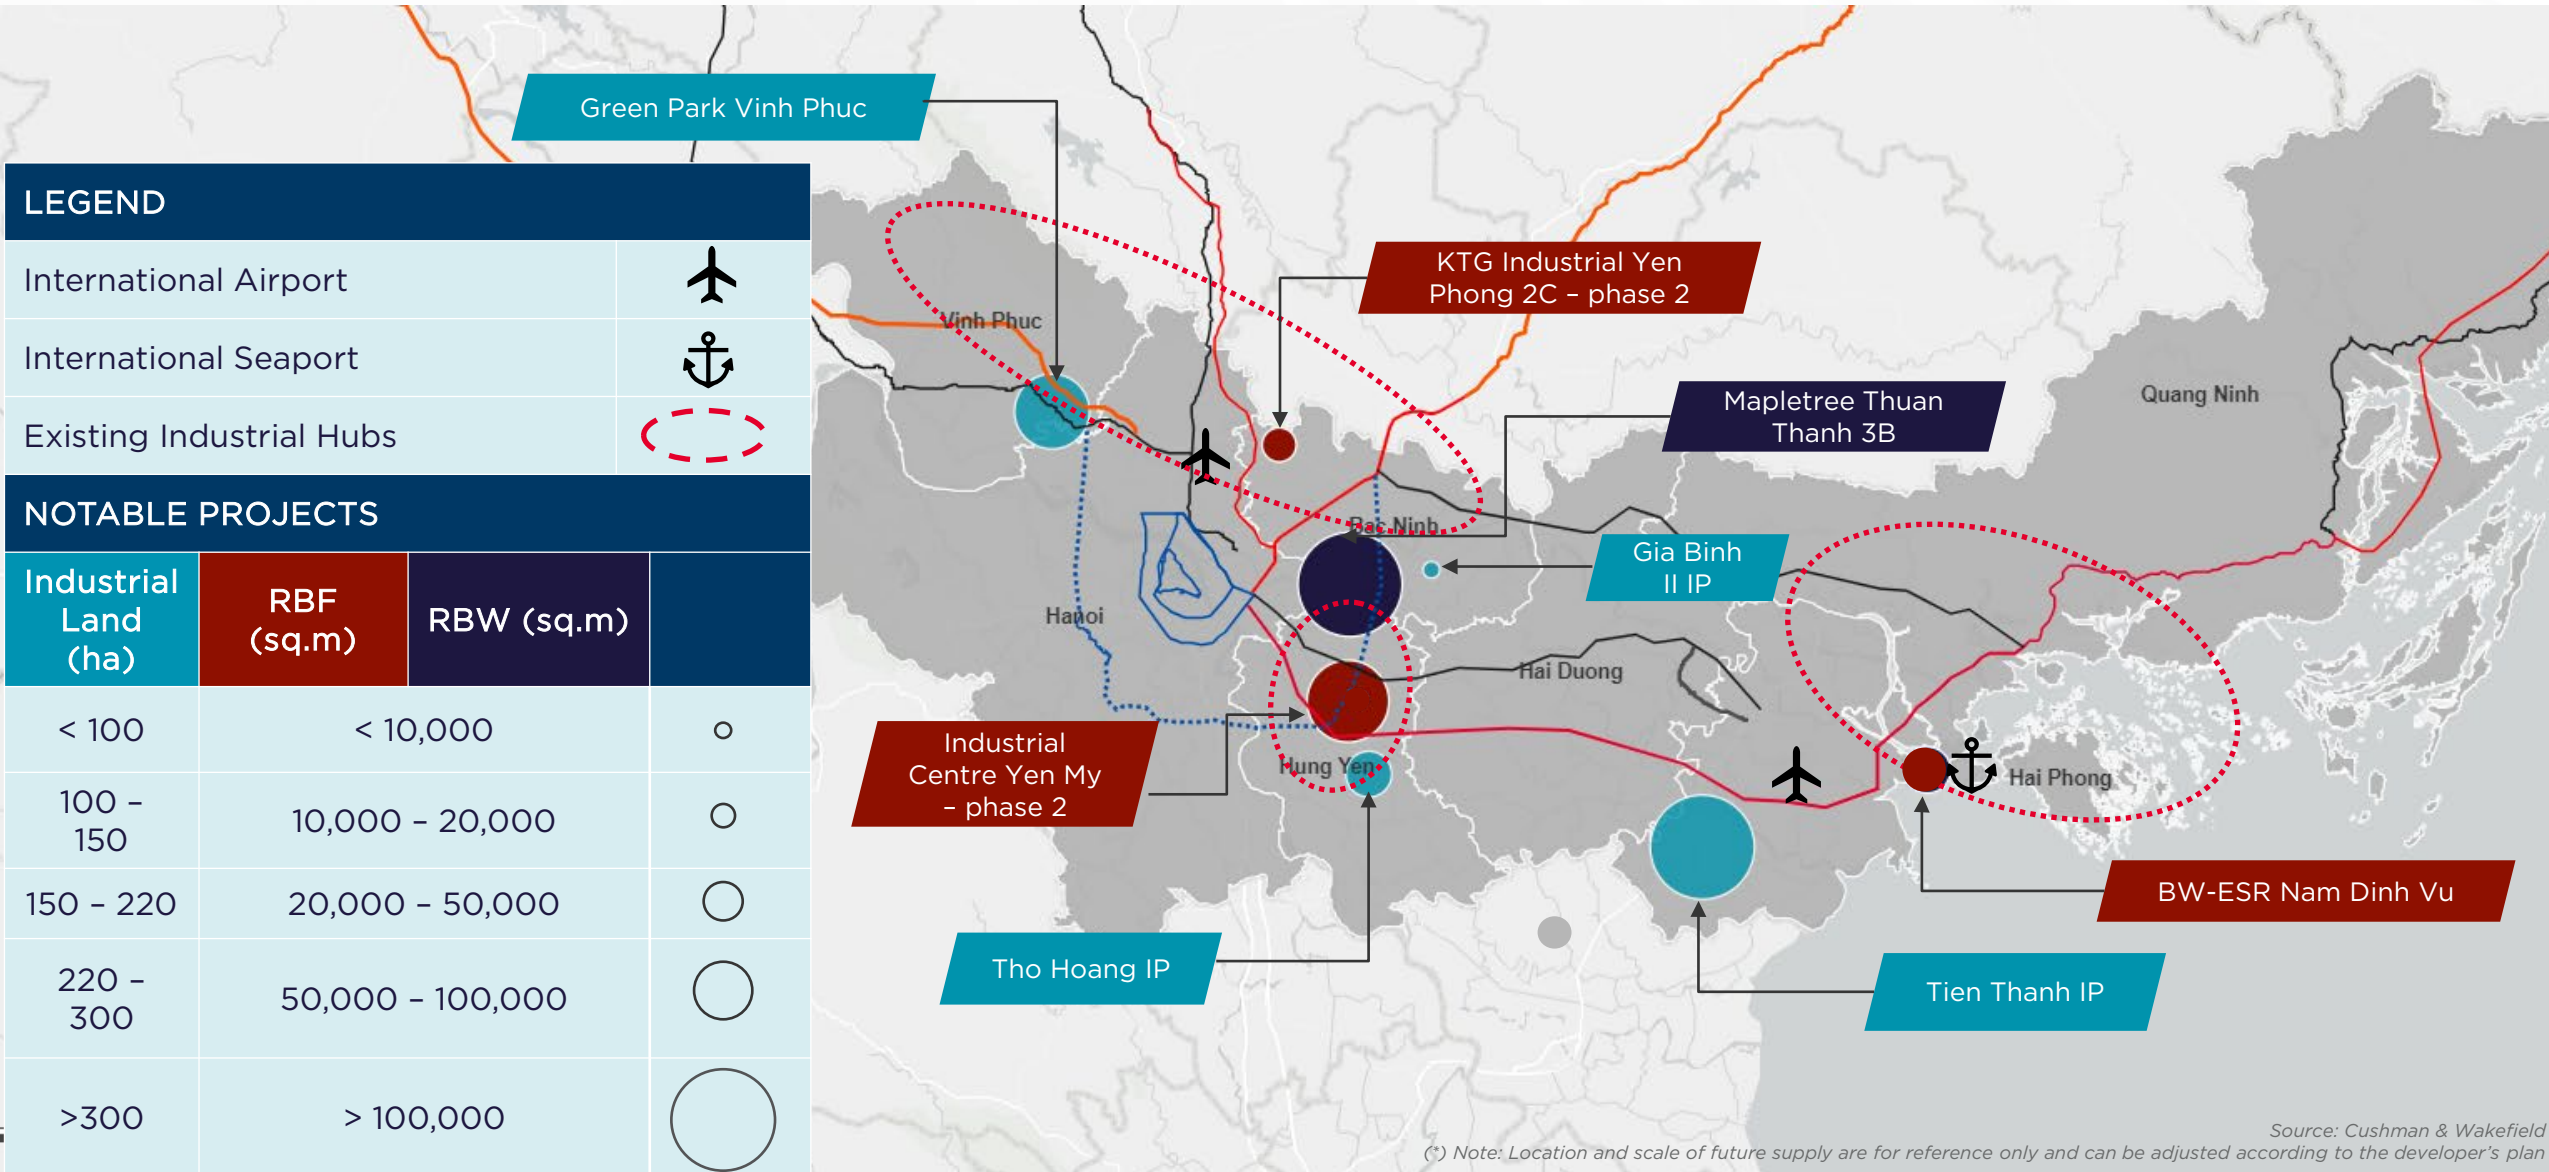 Green Park Vinh Phuc
LEGEND
International Airport
International Seaport
Existing Industrial Hubs
NOTABLE PROJECTS
Industrial
Land
(ha)
RBF
(sq.m)
RBW (sq.m)
< 100
< 10,000
100 –
150
10,000 – 20,000
150 – 220
20,000 – 50,000
220 –
300
50,000 – 100,000
>300
> 100,000
KTG Industrial Yen
Phong 2C – phase 2
Vinh Phuc
Mapletree Thuan
Thanh 3B
Quang Ninh
Bac Ninh
Gia Binh
II IP
Hanoi
Hai Duong
Industrial
Centre Yen My
– phase 2
Hung Yen
Hai Phong
BW-ESR Nam Dinh Vu
Tho Hoang IP
Tien Thanh IP
Source: Cushman & Wakefield
(*) Note: Location and scale of future supply are for reference only and can be adjusted according to the developer's plan